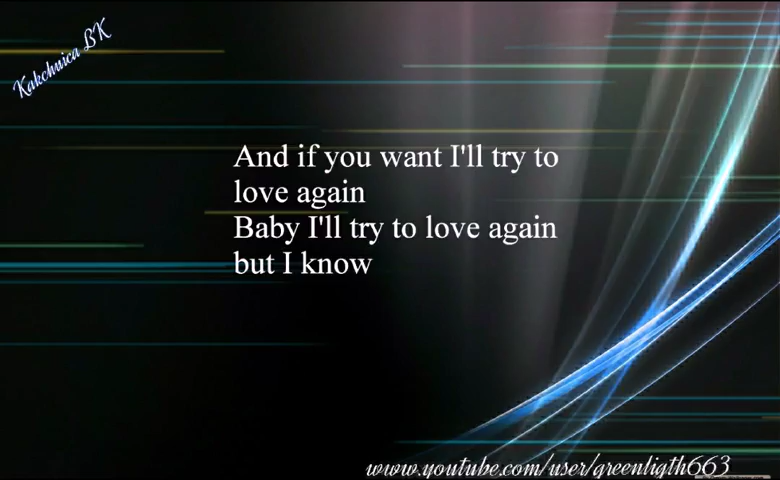 Kakchuica BK
And if you want I'll try to
love again
Baby I'll try to love again
but I know
www.youtube.com/user/greenligth663